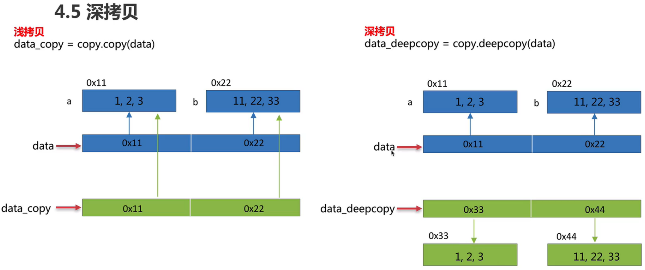 4.5 深拷贝
浅拷贝
data_copy = copy.copy(data)
0x11
0x22
a
1, 2, 3
b
11, 22, 33
data
0x11
0x22
data_copy
0x11
0x22
深拷贝
data_deepcopy = copy.deepcopy(data)
0x11
0x22
a
1, 2, 3
b
11, 22, 33
data
0x11
0x22
data_deepcopy
0x33
0x44
0x33
0x44
1, 2, 3
11, 22, 33